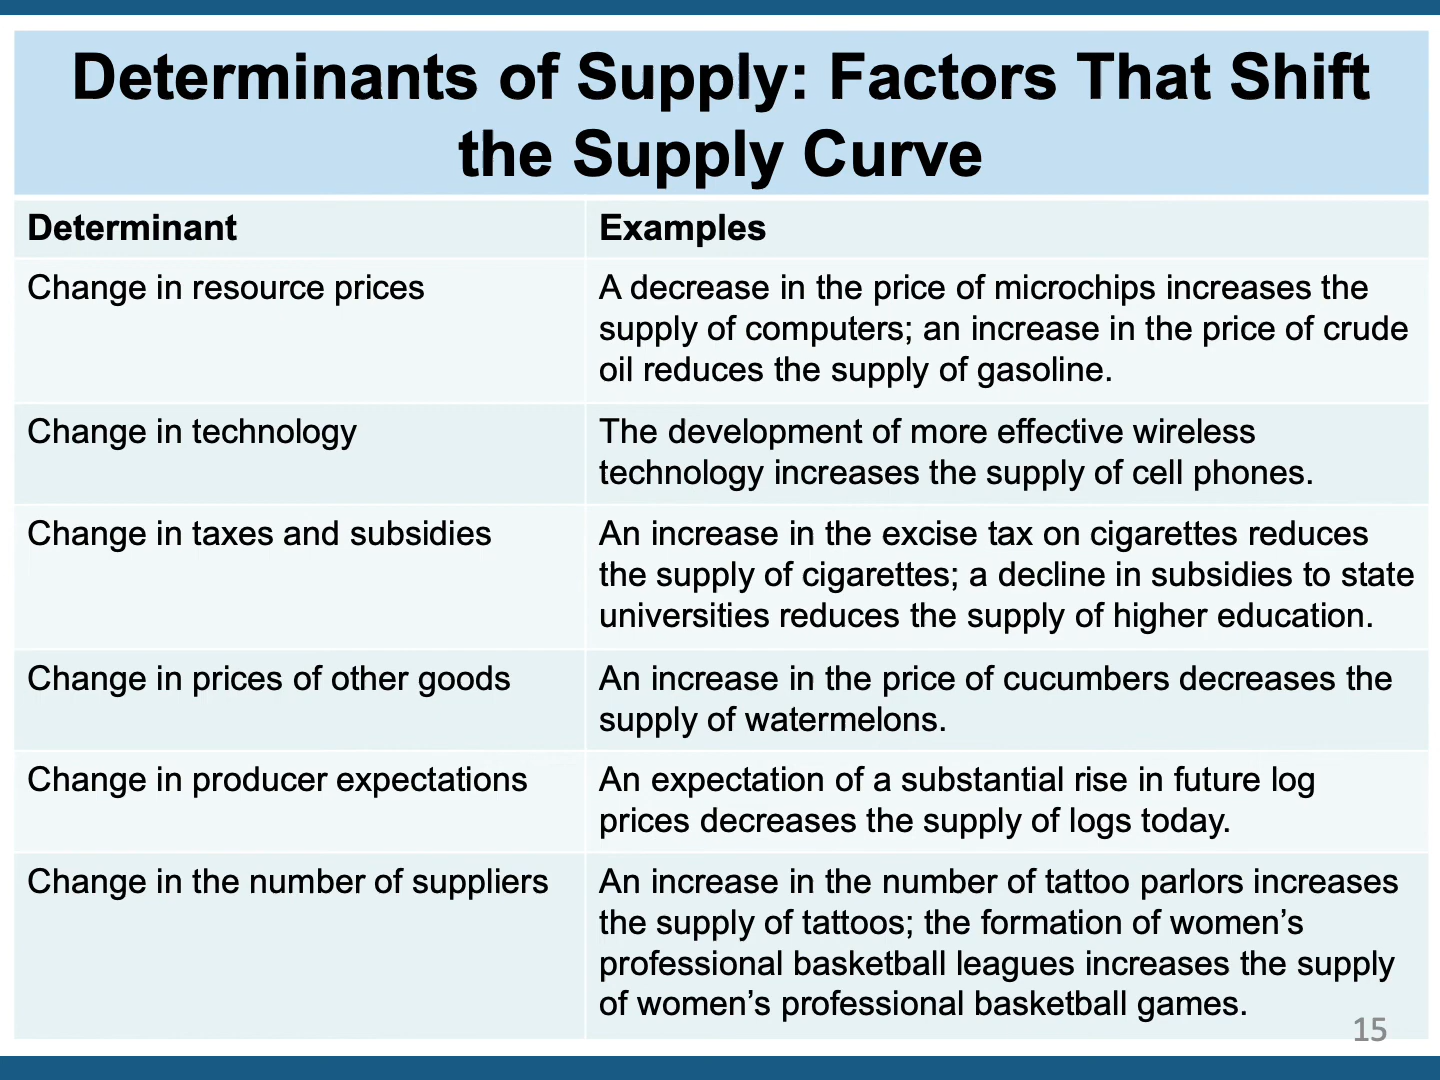 Determinants of Supply: Factors That Shift
the Supply Curve
Determinant
Examples
Change in resource prices
A decrease in the price of microchips increases the
supply of computers; an increase in the price of crude
oil reduces the supply of gasoline.
Change in technology
The development of more effective wireless
technology increases the supply of cell phones.
Change in taxes and subsidies
An increase in the excise tax on cigarettes reduces
the supply of cigarettes; a decline in subsidies to state
universities reduces the supply of higher education.
Change in prices of other goods
An increase in the price of cucumbers decreases the
supply of watermelons.
Change in producer expectations
An expectation of a substantial rise in future log
prices decreases the supply of logs today.
Change in the number of suppliers
An increase in the number of tattoo parlors increases
the supply of tattoos; the formation of women’s
professional basketball leagues increases the supply
of women’s professional basketball games.
15